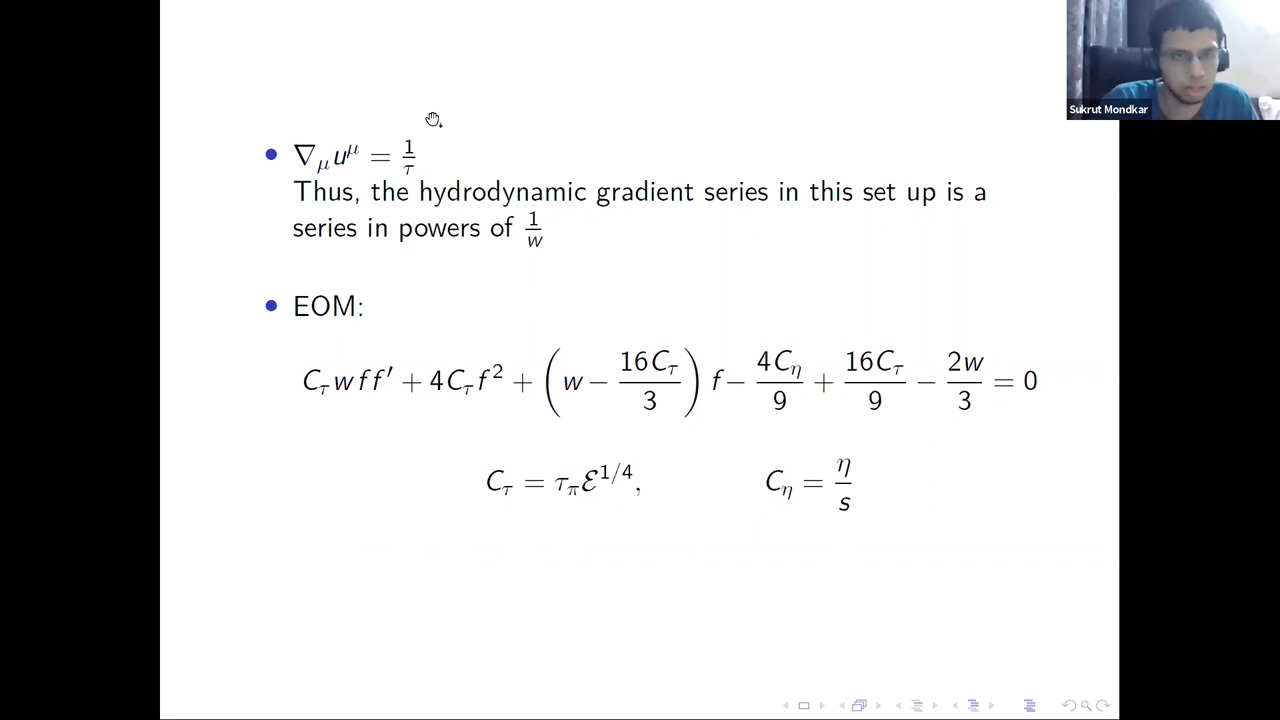 Sukrut Mondkar
∇_μ u^μ = 1/τ
Thus, the hydrodynamic gradient series in this set up is a
series in powers of 1/w
EOM:
C_τ w f f′ + 4C_τ f² + (w − 16C_τ/3) f − 4C_η/9 + 16C_τ/9 − 2w/3 = 0
C_τ = τ_π ℰ^{1/4}, C_η = η/s